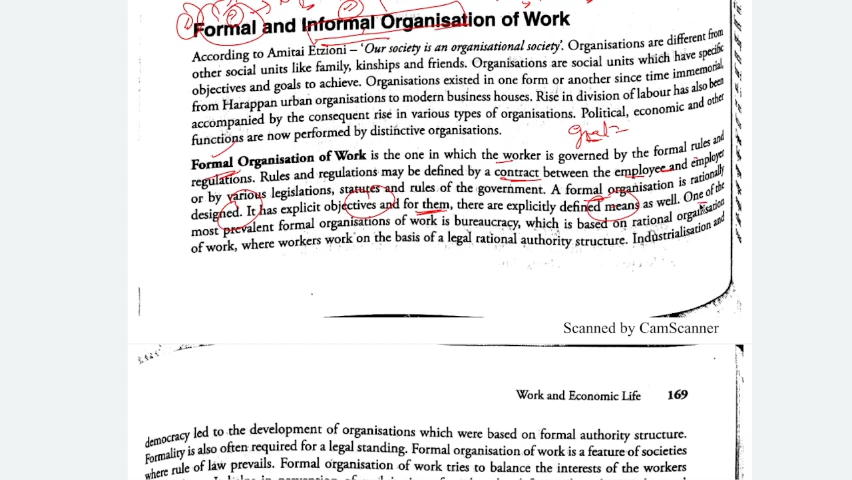 Formal and Informal Organisation of Work
According to Amitai Etzioni – 'Our society is an organisational society'. Organisations are different from
other social units like family, kinships and friends. Organisations are social units which have specific
objectives and goals to achieve. Organisations existed in one form or another since time immemorial,
from Harappan urban organisations to modern business houses. Rise in division of labour has also been
accompanied by the consequent rise in various types of organisations. Political, economic and other
functions are now performed by distinctive organisations.
goals
Formal Organisation of Work is the one in which the worker is governed by the formal rules and
regulations. Rules and regulations may be defined by a contract between the employee and employer
or by various legislations, statutes and rules of the government. A formal organisation is rationally
designed. It has explicit objectives and for them, there are explicitly defined means as well. One of the
most prevalent formal organisations of work is bureaucracy, which is based on rational organisation
of work, where workers work on the basis of a legal rational authority structure. Industrialisation and
Scanned by CamScanner
Work and Economic Life 169
democracy led to the development of organisations which were based on formal authority structure.
Formality is also often required for a legal standing. Formal organisation of work is a feature of societies
where rule of law prevails. Formal organisation of work tries to balance the interests of the workers